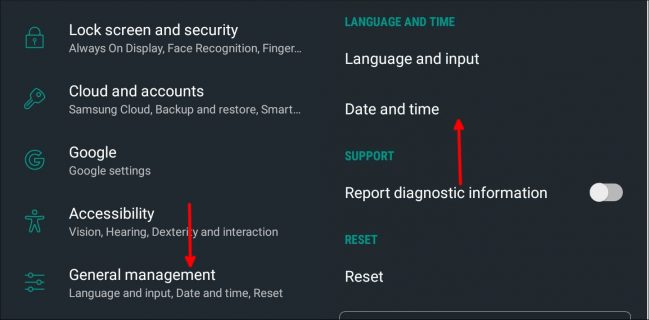 Lock screen and security
Always On Display, Face Recognition, Finger...
Cloud and accounts
Samsung Cloud, Backup and restore, Smart...
Google
Google settings
Accessibility
Vision, Hearing, Dexterity and interaction
General management
Language and input, Date and time, Reset
LANGUAGE AND TIME
Language and input
Date and time
SUPPORT
Report diagnostic information
RESET
Reset